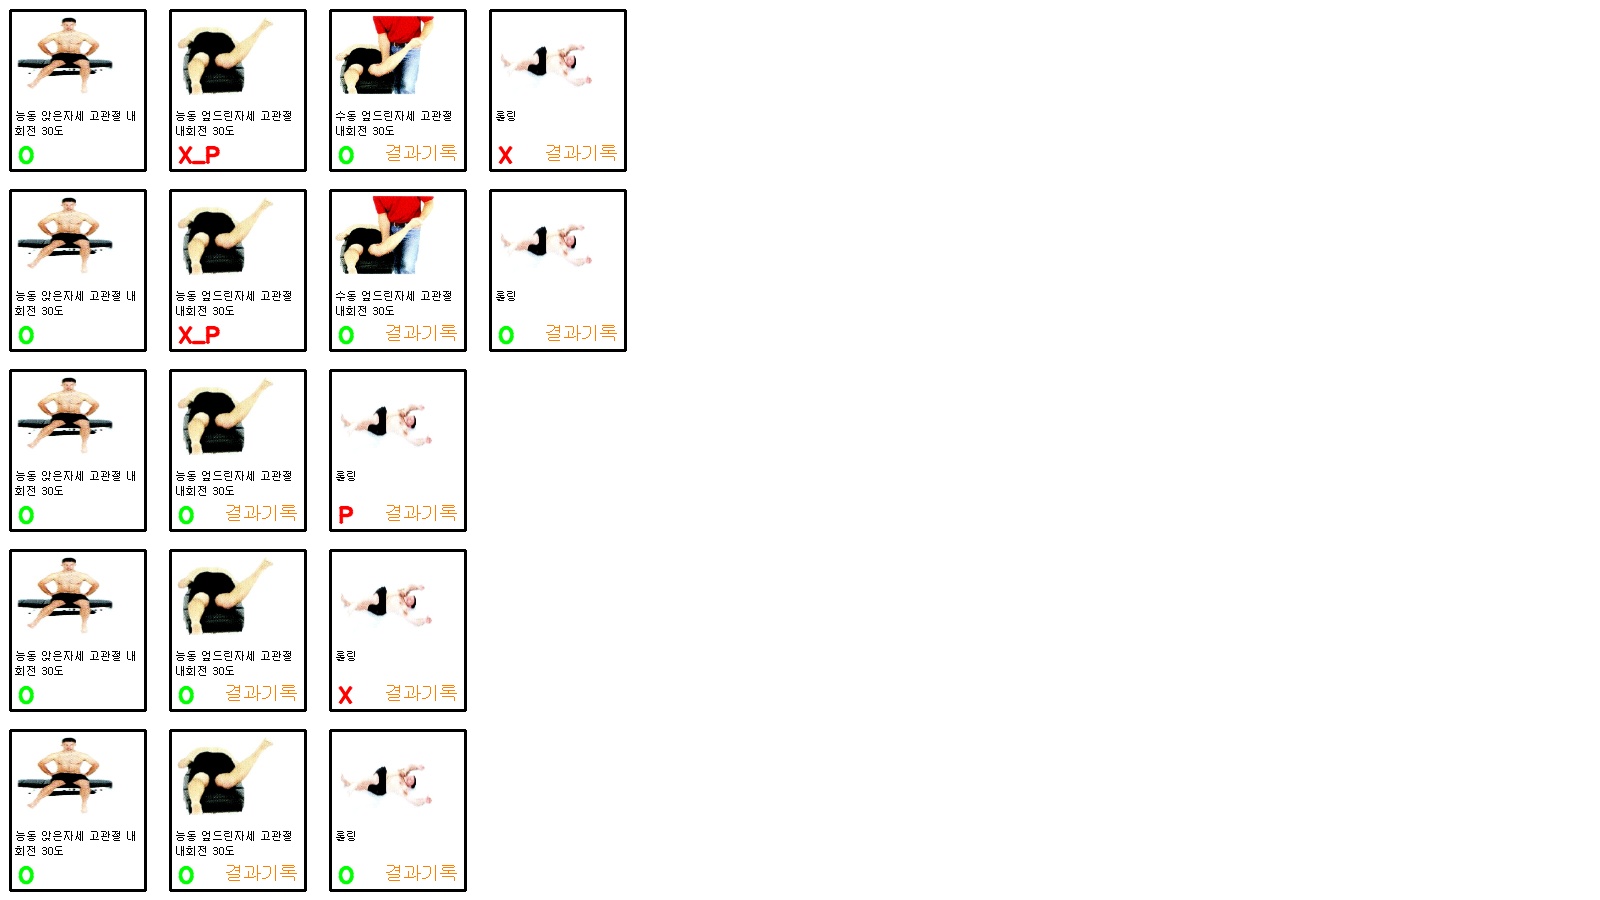 능동 앉은자세 고관절 내
회전 30도
O
능동 엎드린자세 고관절
내회전 30도
X_P
수동 엎드린자세 고관절
내회전 30도
O 결과기록
롤링
X 결과기록
능동 앉은자세 고관절 내
회전 30도
O
능동 엎드린자세 고관절
내회전 30도
X_P
수동 엎드린자세 고관절
내회전 30도
O 결과기록
롤링
O 결과기록
능동 앉은자세 고관절 내
회전 30도
O
능동 엎드린자세 고관절
내회전 30도
O 결과기록
롤링
P 결과기록
능동 앉은자세 고관절 내
회전 30도
O
능동 엎드린자세 고관절
내회전 30도
O 결과기록
롤링
X 결과기록
능동 앉은자세 고관절 내
회전 30도
O
능동 엎드린자세 고관절
내회전 30도
O 결과기록
롤링
O 결과기록